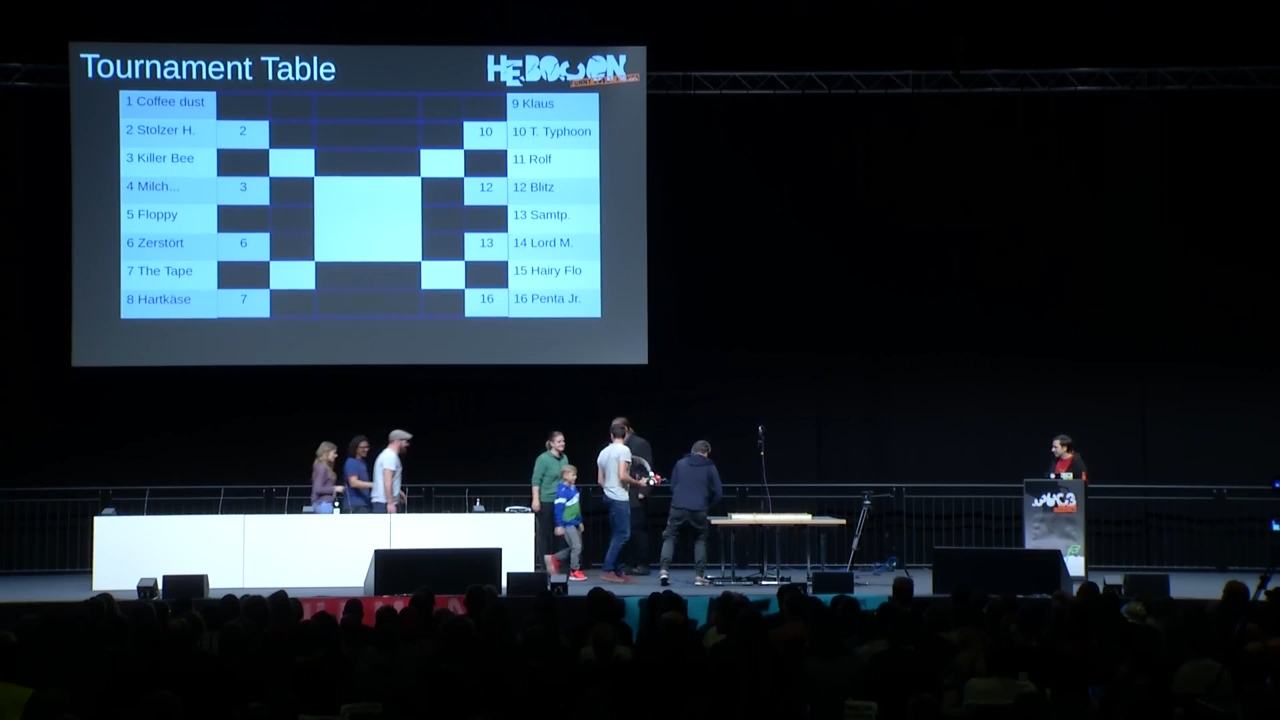 Tournament Table
HEBOCON
1 Coffee dust
9 Klaus
2 Stolzer H.
2
10
10 T. Typhoon
3 Killer Bee
11 Rolf
4 Milch...
3
12
12 Blitz
5 Floppy
13 Samtp.
6 Zerstört
6
13
14 Lord M.
7 The Tape
15 Hairy Flo
8 Hartkäse
7
16
16 Penta Jr.